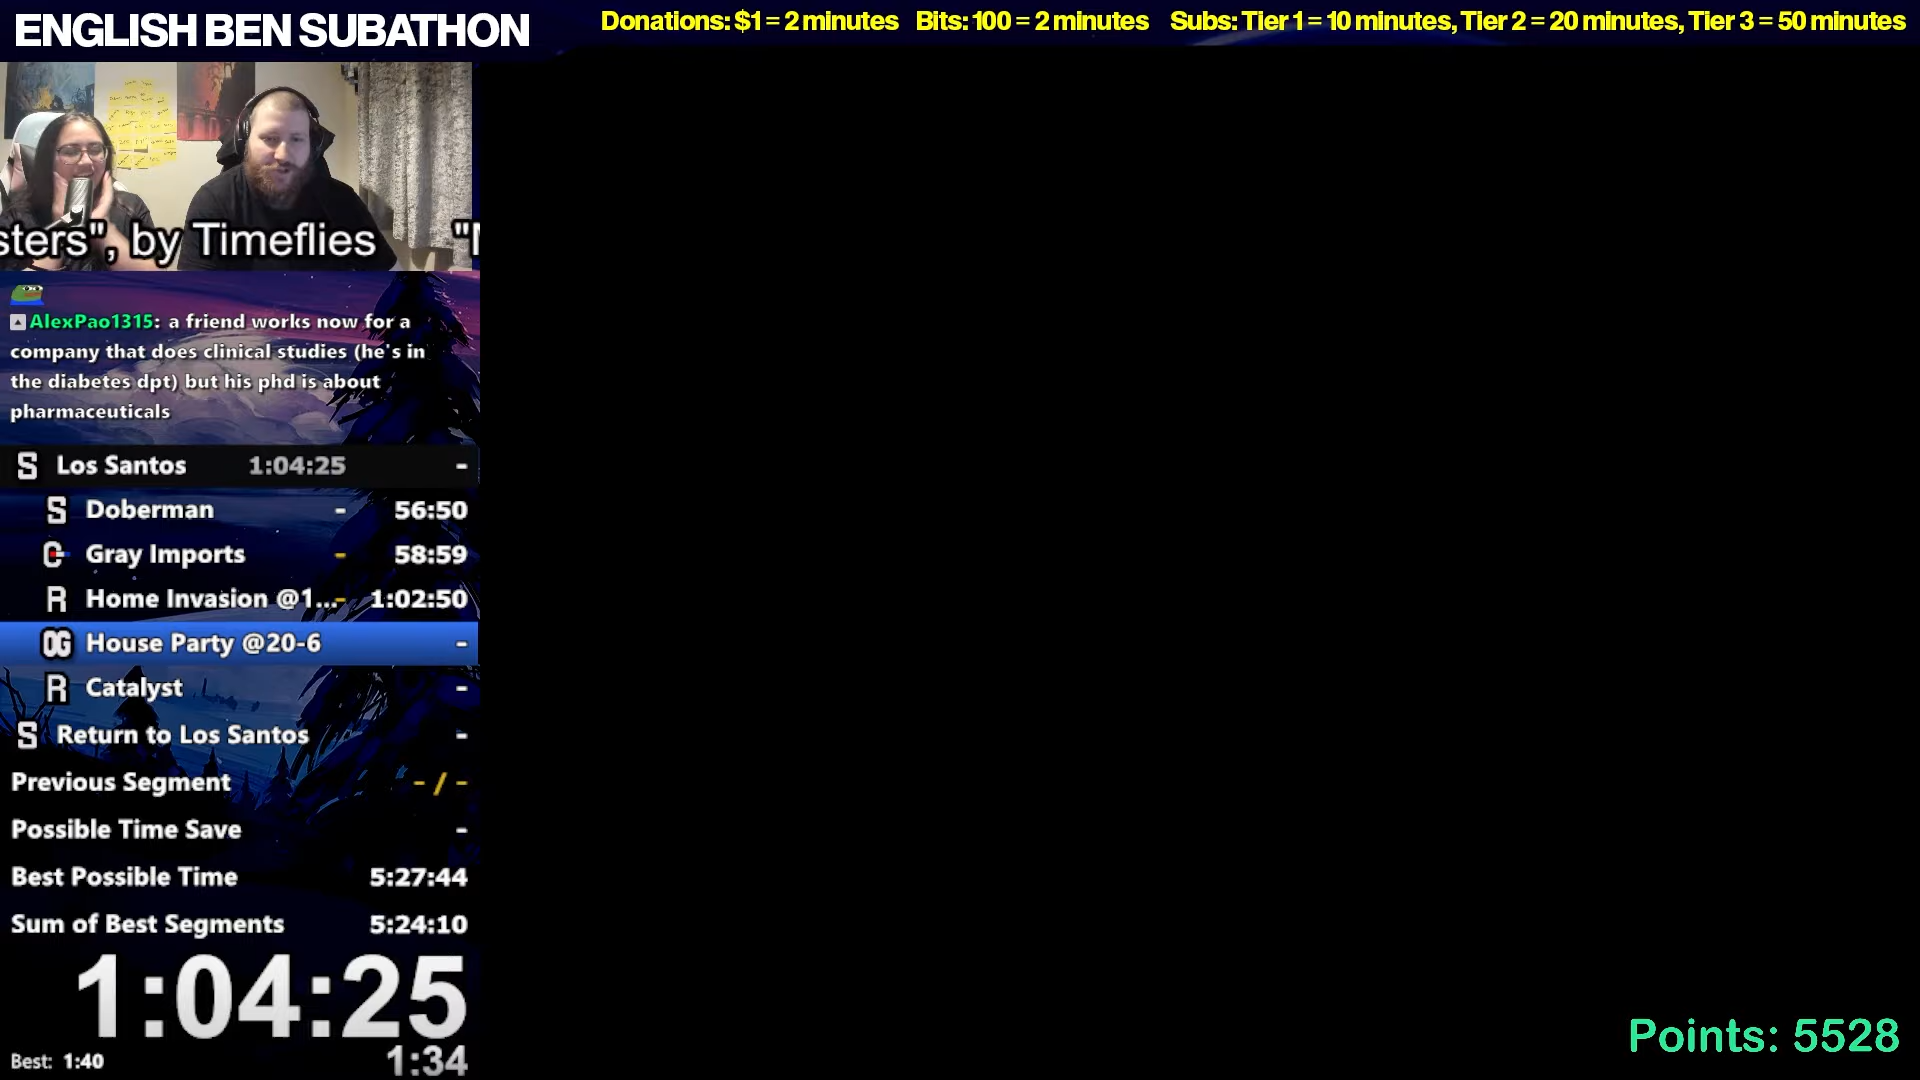 ENGLISH BEN SUBATHON
Donations: $1 = 2 minutes Bits: 100 = 2 minutes Subs: Tier 1 = 10 minutes, Tier 2 = 20 minutes, Tier 3 = 50 minutes
sters", by Timeflies "
AlexPao1315: a friend works now for a
company that does clinical studies (he's in
the diabetes dpt) but his phd is about
pharmaceuticals
S Los Santos 1:04:25 -
S Doberman - 56:50
C Gray Imports - 58:59
R Home Invasion @1...- 1:02:50
OG House Party @20-6 -
R Catalyst -
S Return to Los Santos -
Previous Segment - / -
Possible Time Save -
Best Possible Time 5:27:44
Sum of Best Segments 5:24:10
1:04:25
Best: 1:40 1:34
Points: 5528